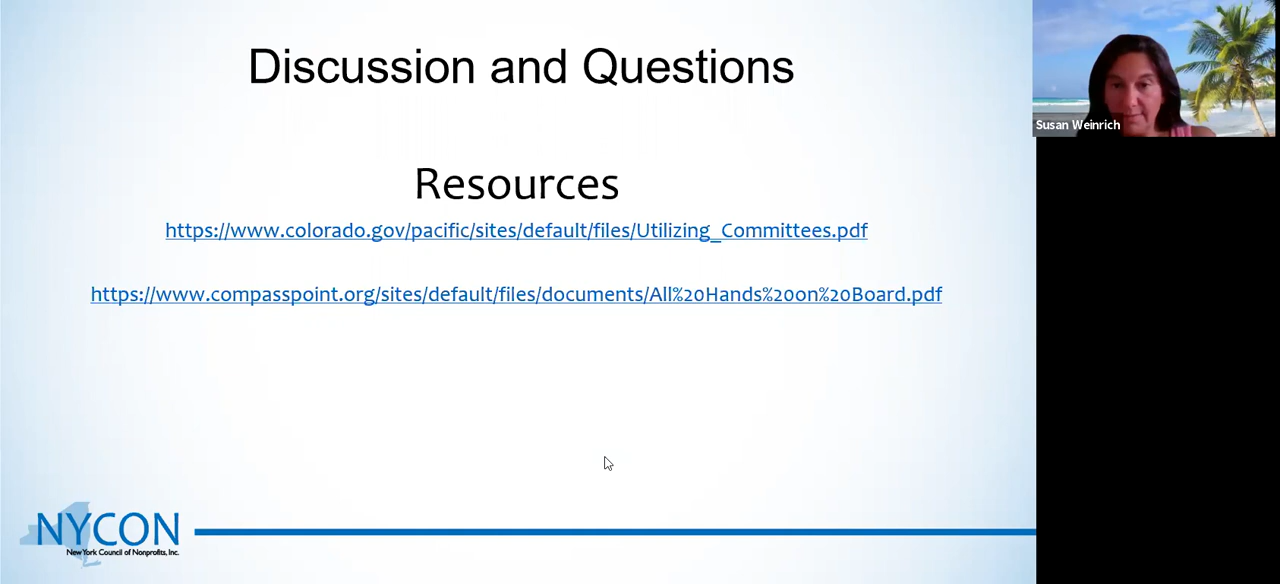 Discussion and Questions
Resources
https://www.colorado.gov/pacific/sites/default/files/Utilizing_Committees.pdf
https://www.compasspoint.org/sites/default/files/documents/All%20Hands%20on%20Board.pdf
NYCON
New York Council of Nonprofits, Inc.
Susan Weinrich